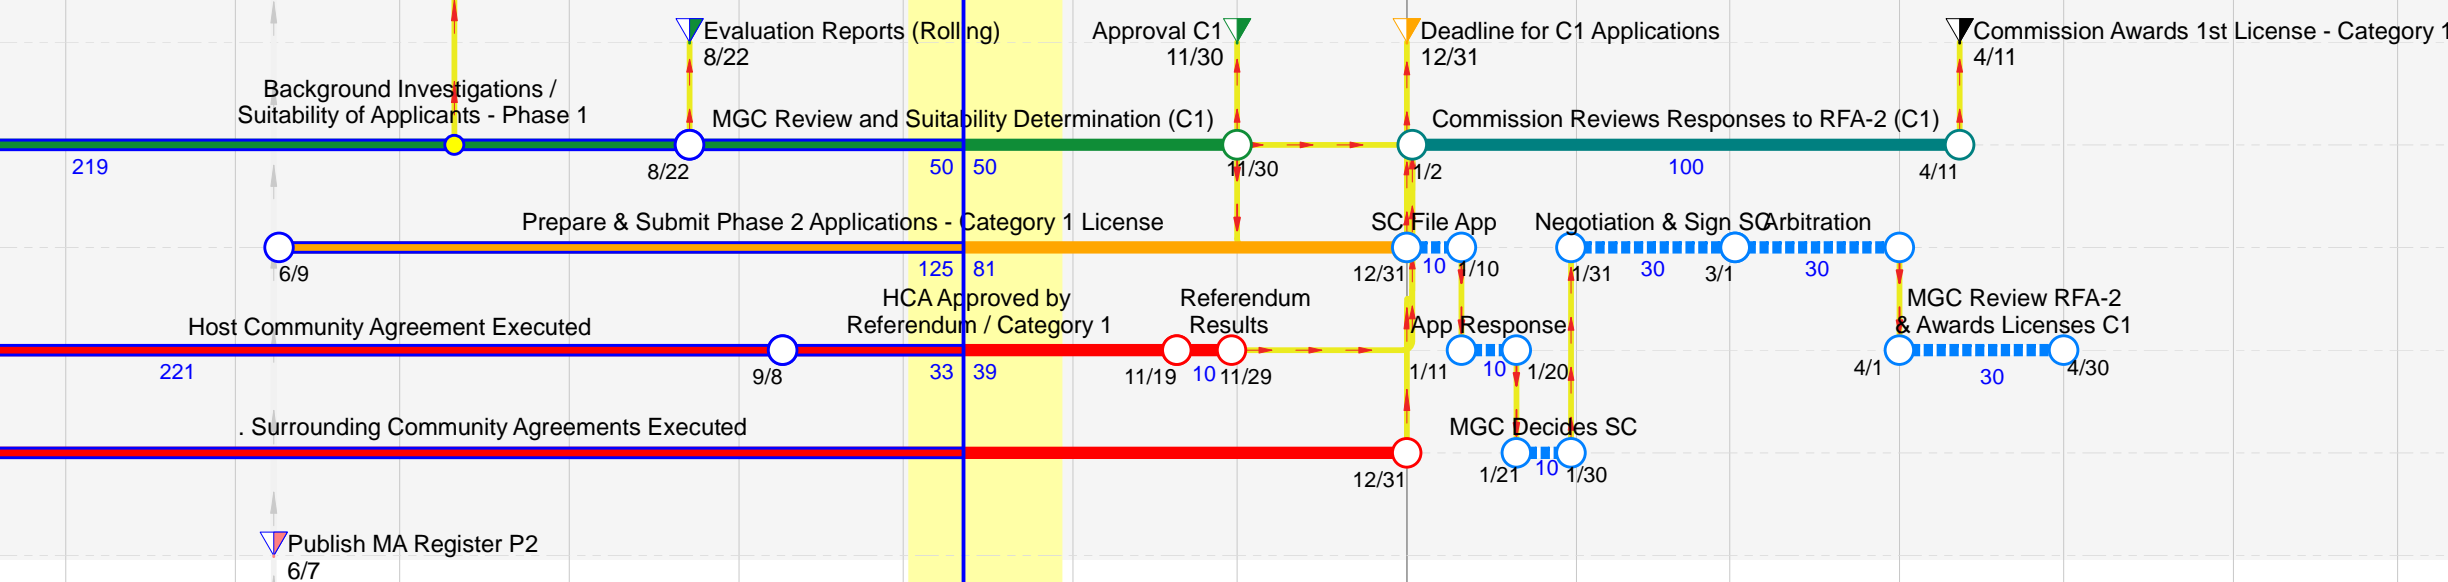 Evaluation Reports (Rolling)
8/22
Approval C1
11/30
Deadline for C1 Applications
12/31
Commission Awards 1st License - Category 1
4/11
Background Investigations /
Suitability of Applicants - Phase 1
MGC Review and Suitability Determination (C1)
Commission Reviews Responses to RFA-2 (C1)
219
8/22
50
50
11/30
1/2
100
4/11
Prepare & Submit Phase 2 Applications - Category 1 License
SC File App
Negotiation & Sign SC
Arbitration
6/9
125
81
12/31
10
1/10
1/31
30
3/1
30
Host Community Agreement Executed
HCA Approved by
Referendum / Category 1
Referendum
Results
App Response
MGC Review RFA-2
& Awards Licenses C1
221
9/8
33
39
11/19
10
11/29
1/11
10
1/20
4/1
30
4/30
. Surrounding Community Agreements Executed
MGC Decides SC
12/31
1/21
10
1/30
Publish MA Register P2
6/7